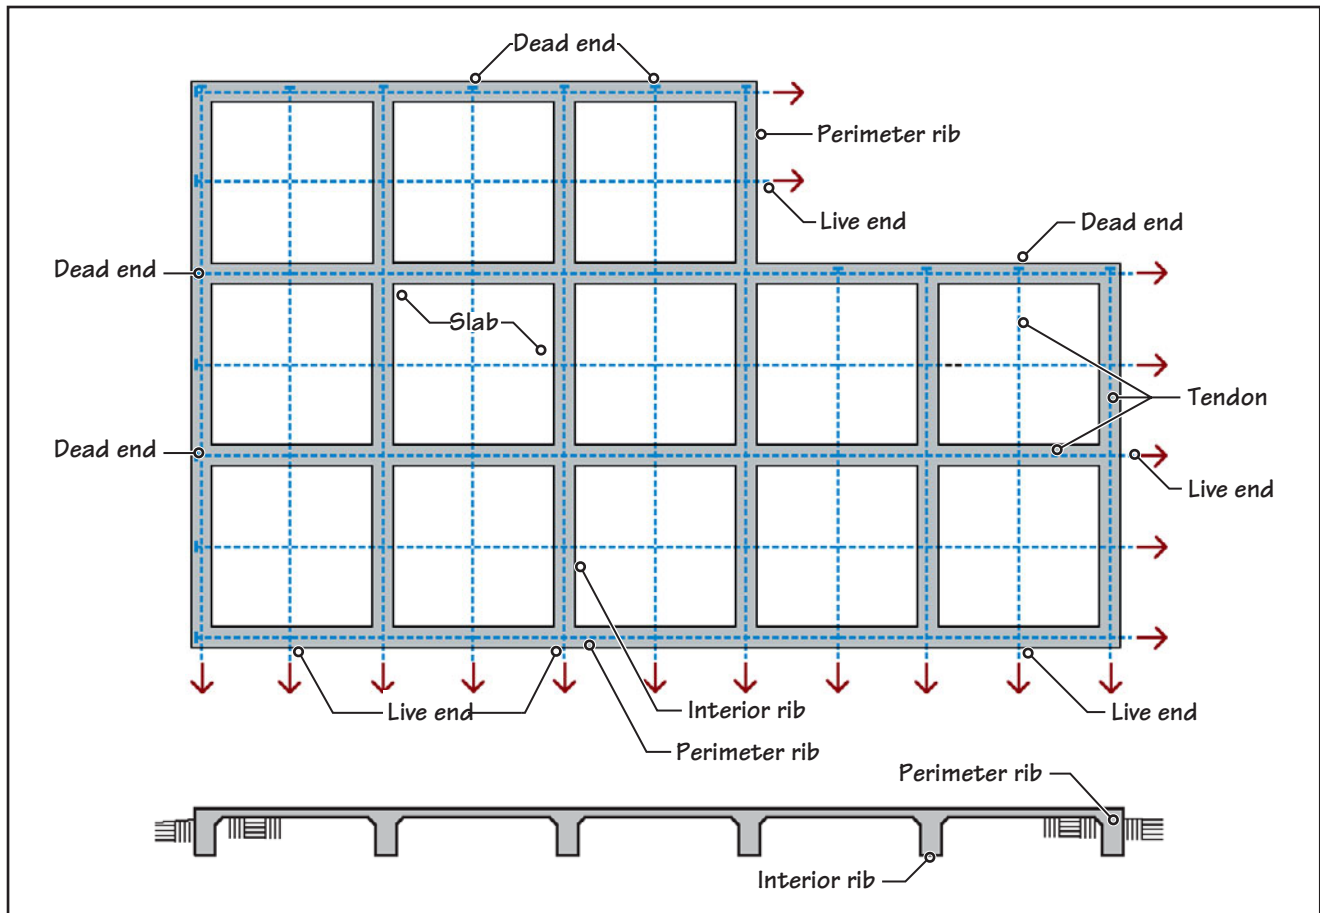 Dead end
Perimeter rib
Live end
Dead end
Dead end
Slab
Tendon
Dead end
Live end
Live end
Interior rib
Live end
Perimeter rib
Perimeter rib
Interior rib